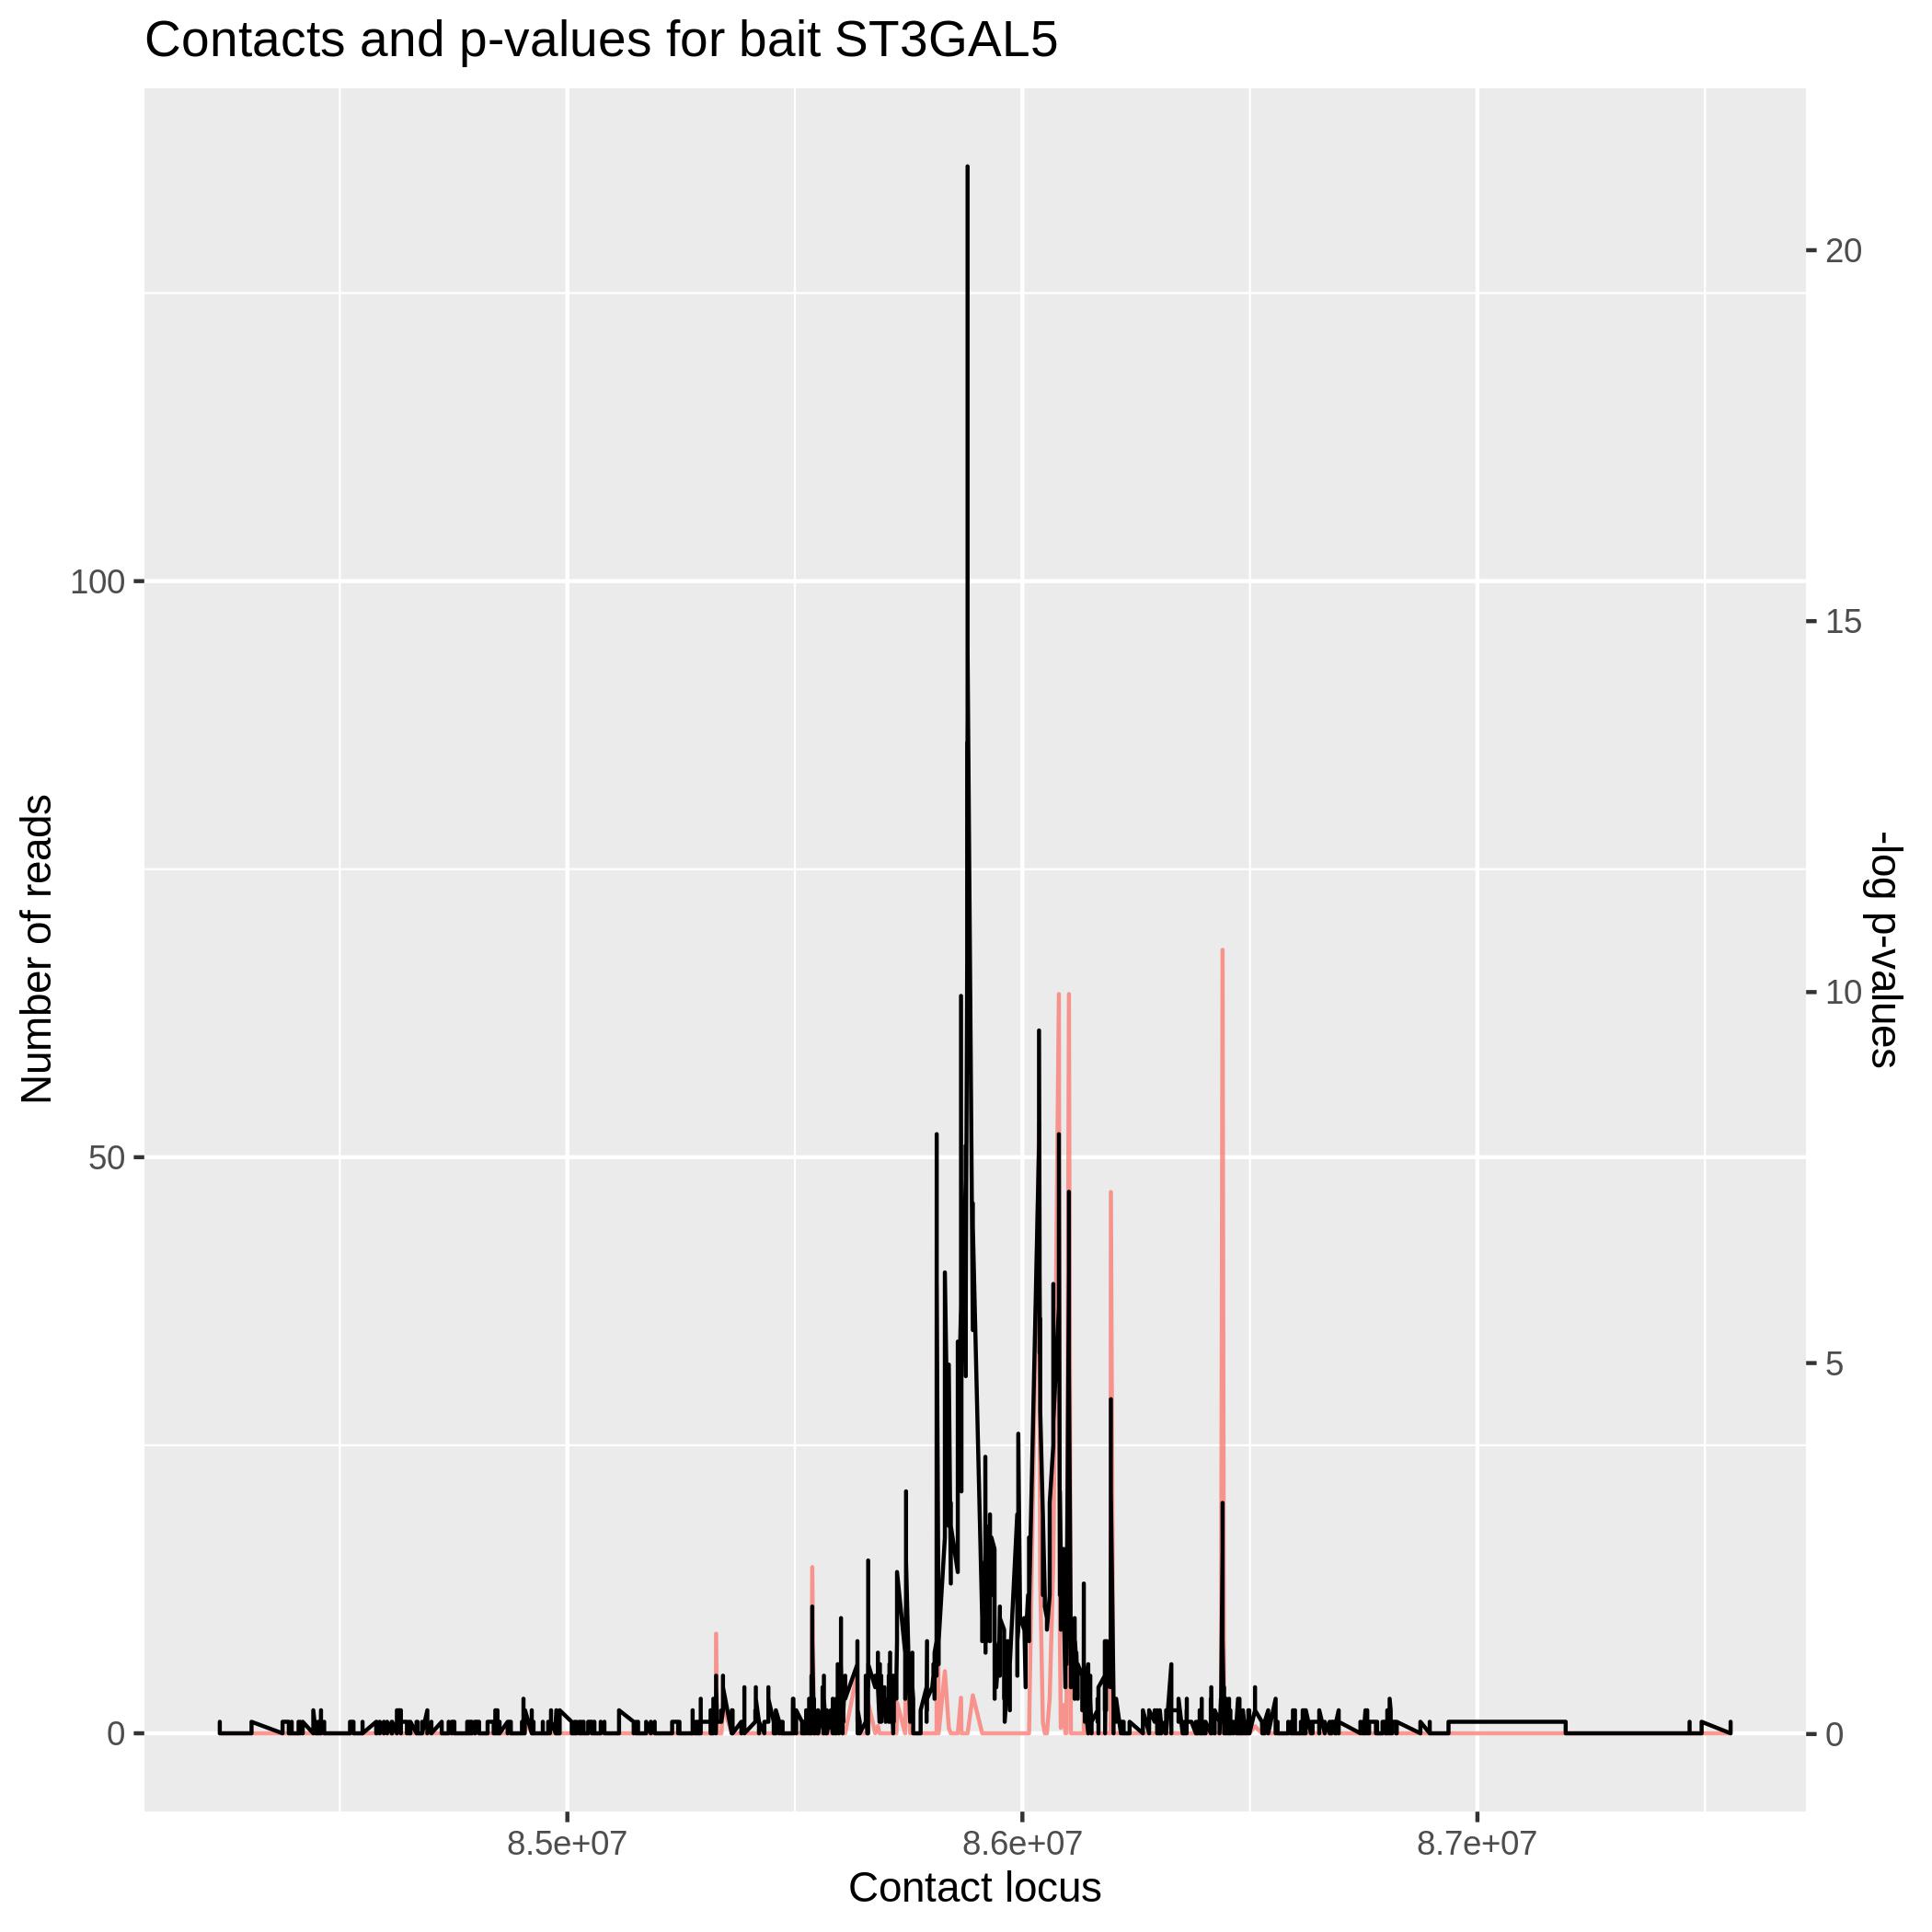 Contacts and p-values for bait ST3GAL5
Number of reads
100
50
0
20
15
10
5
0
-log p-values
8.5e+07
8.6e+07
8.7e+07
Contact locus